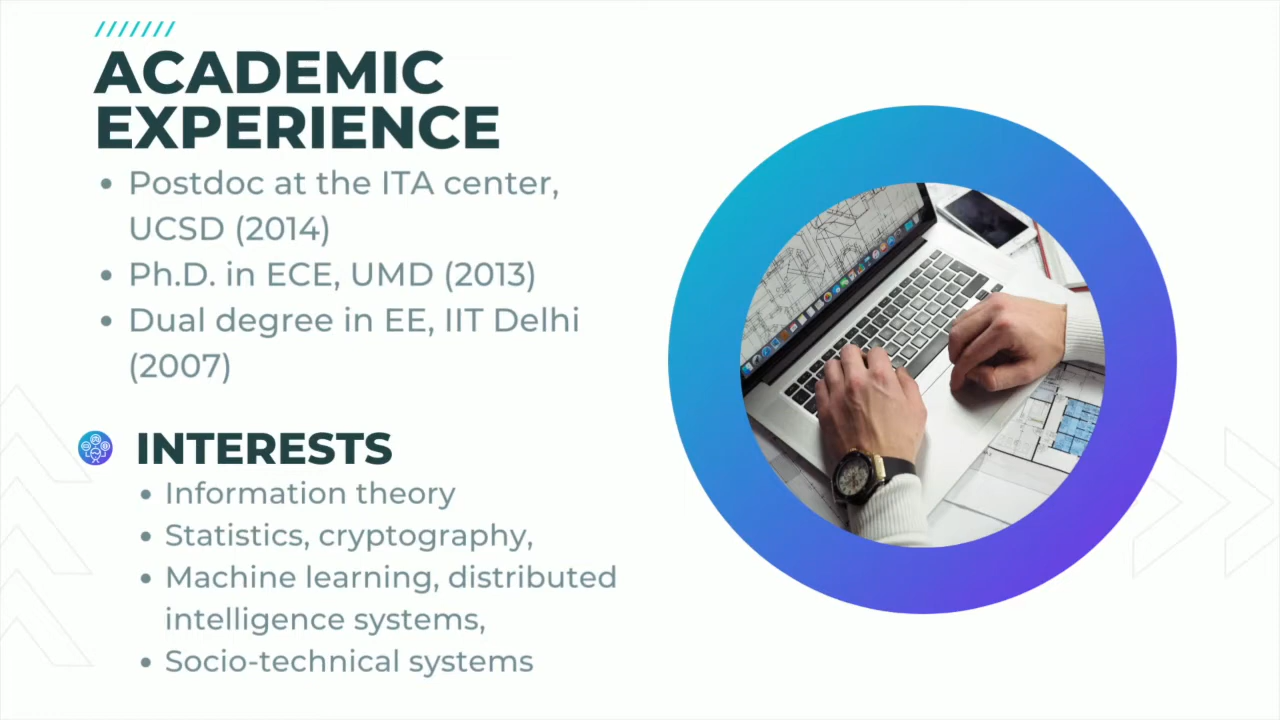 ACADEMIC
EXPERIENCE
• Postdoc at the ITA center,
UCSD (2014)
• Ph.D. in ECE, UMD (2013)
• Dual degree in EE, IIT Delhi
(2007)
INTERESTS
• Information theory
• Statistics, cryptography,
• Machine learning, distributed
intelligence systems,
• Socio-technical systems